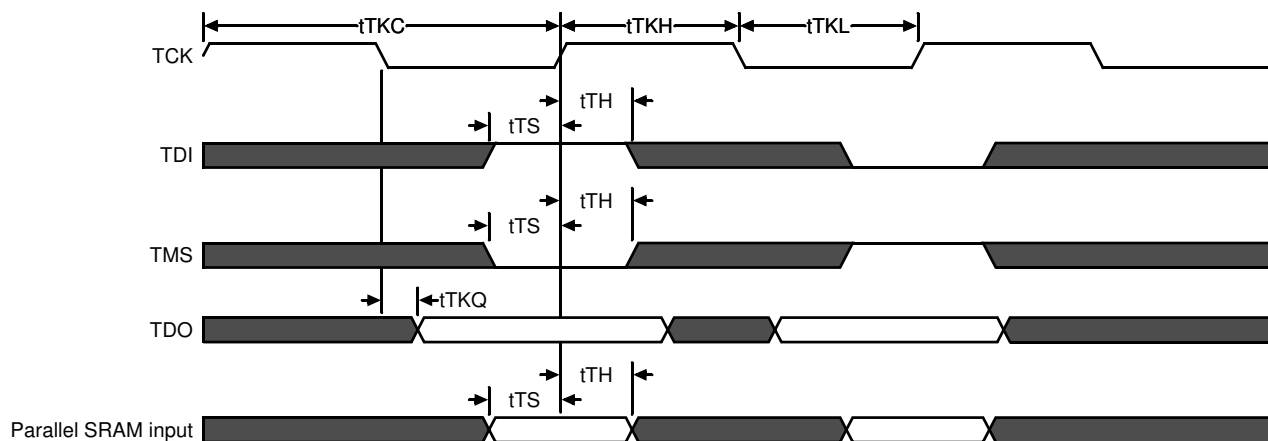 tTKC
tTKH
tTKL
TCK
tTH
tTS
TDI
tTH
tTS
TMS
tTKQ
TDO
tTH
tTS
Parallel SRAM input